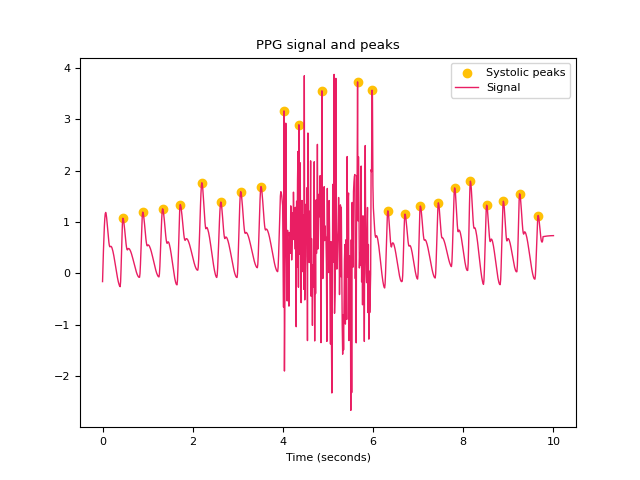 PPG signal and peaks
Systolic peaks
Signal
4
3
2
1
0
−1
−2
0 2 4 6 8 10
Time (seconds)